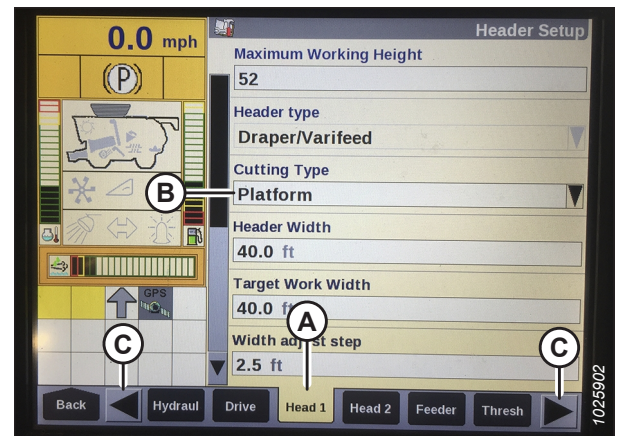 0.0 mph
Header Setup
(P)
Maximum Working Height
52
Header type
Draper/Varifeed
Cutting Type
B
Platform
Header Width
40.0 ft
Target Work Width
40.0 ft
GPS
A
C
C
Width adjust step
2.5 ft
Back
Hydraul
Drive
Head 1
Head 2
Feeder
Thresh
1025902